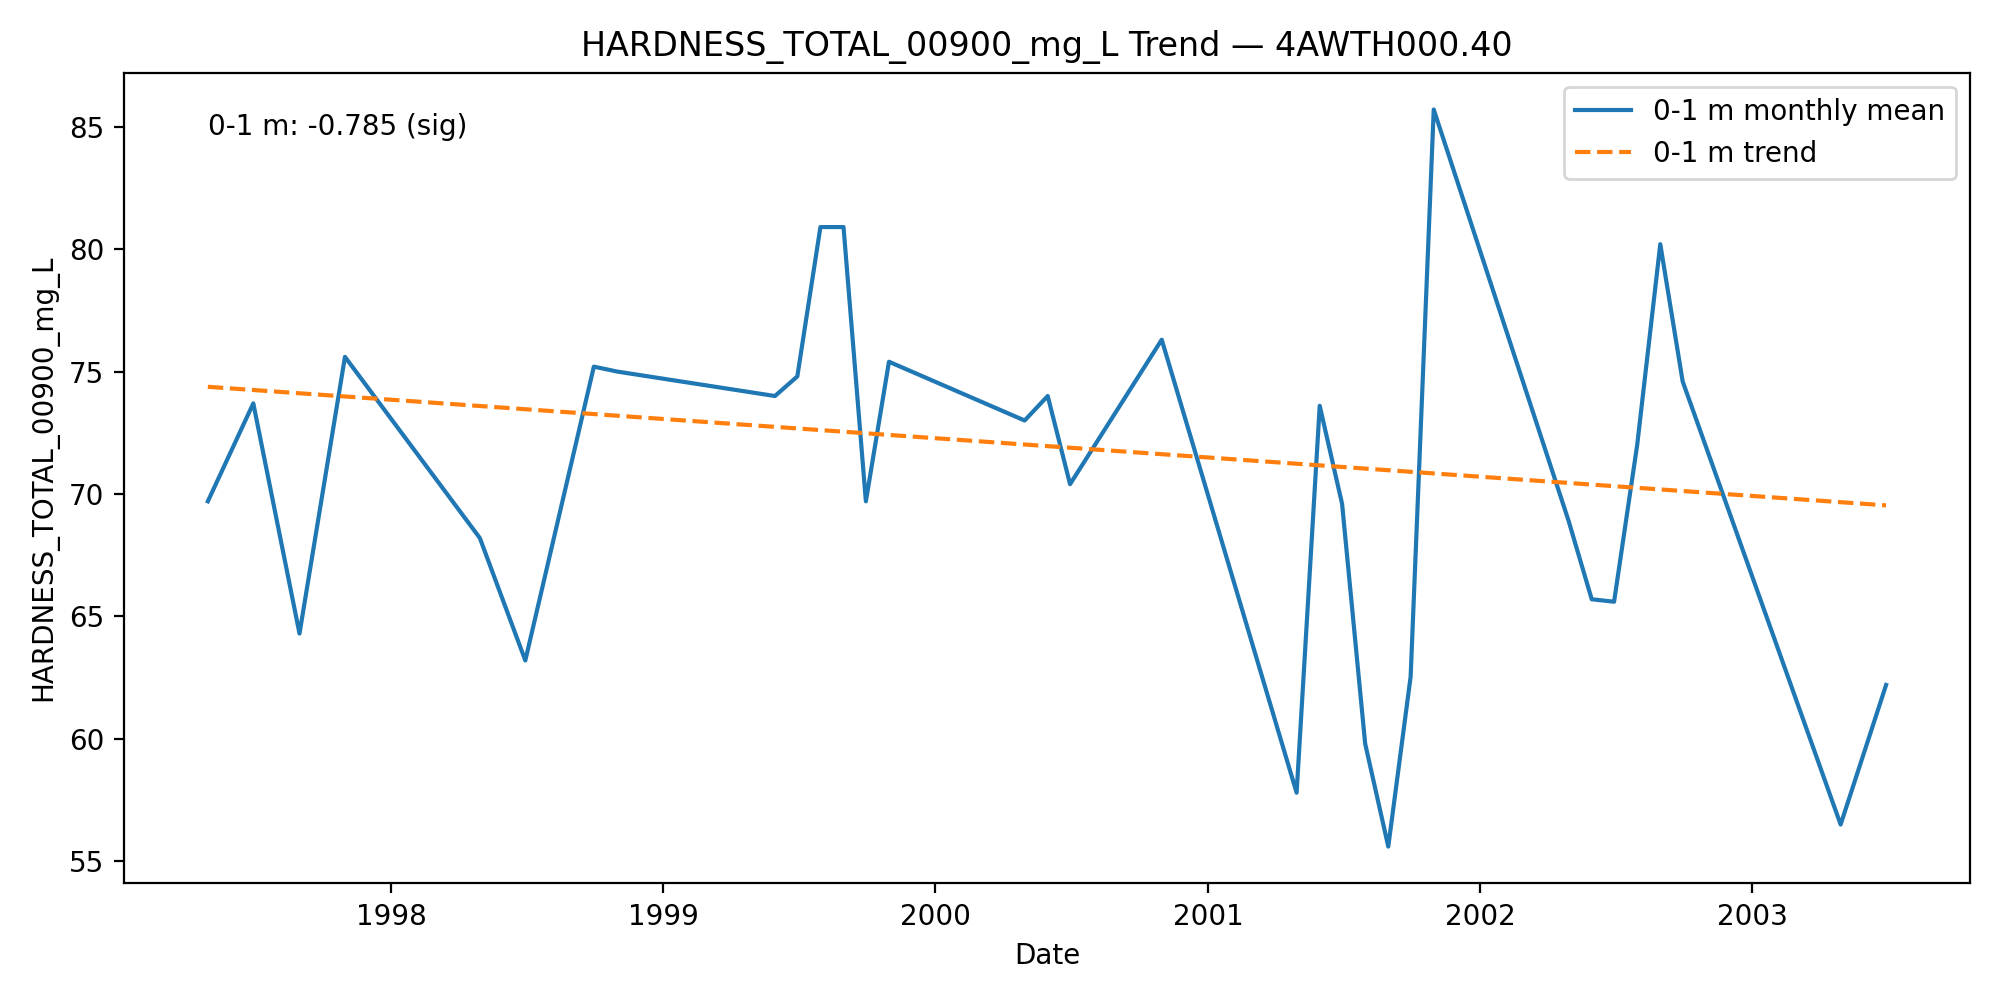 HARDNESS_TOTAL_00900_mg_L Trend — 4AWTH000.40
0-1 m: -0.785 (sig)
0-1 m monthly mean
0-1 m trend
HARDNESS_TOTAL_00900_mg_L
85
80
75
70
65
60
55
1998
1999
2000
2001
2002
2003
Date